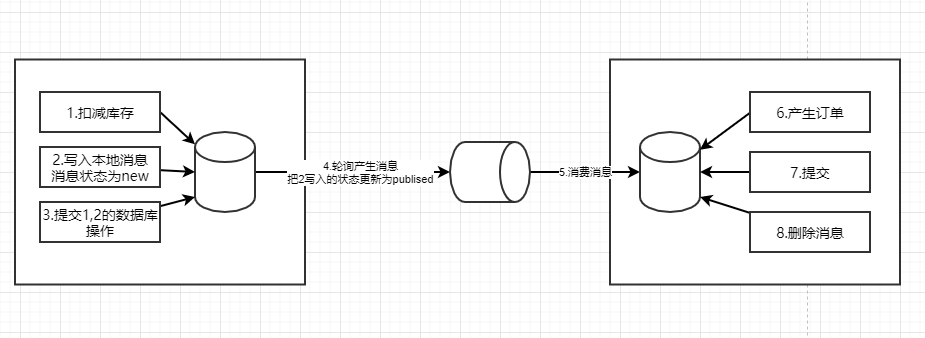 1.扣减库存
2.写入本地消息
消息状态为new
3.提交1,2的数据库
操作
4.轮询产生消息
把2写入的状态更新为publised
5.消费消息
6.产生订单
7.提交
8.删除消息